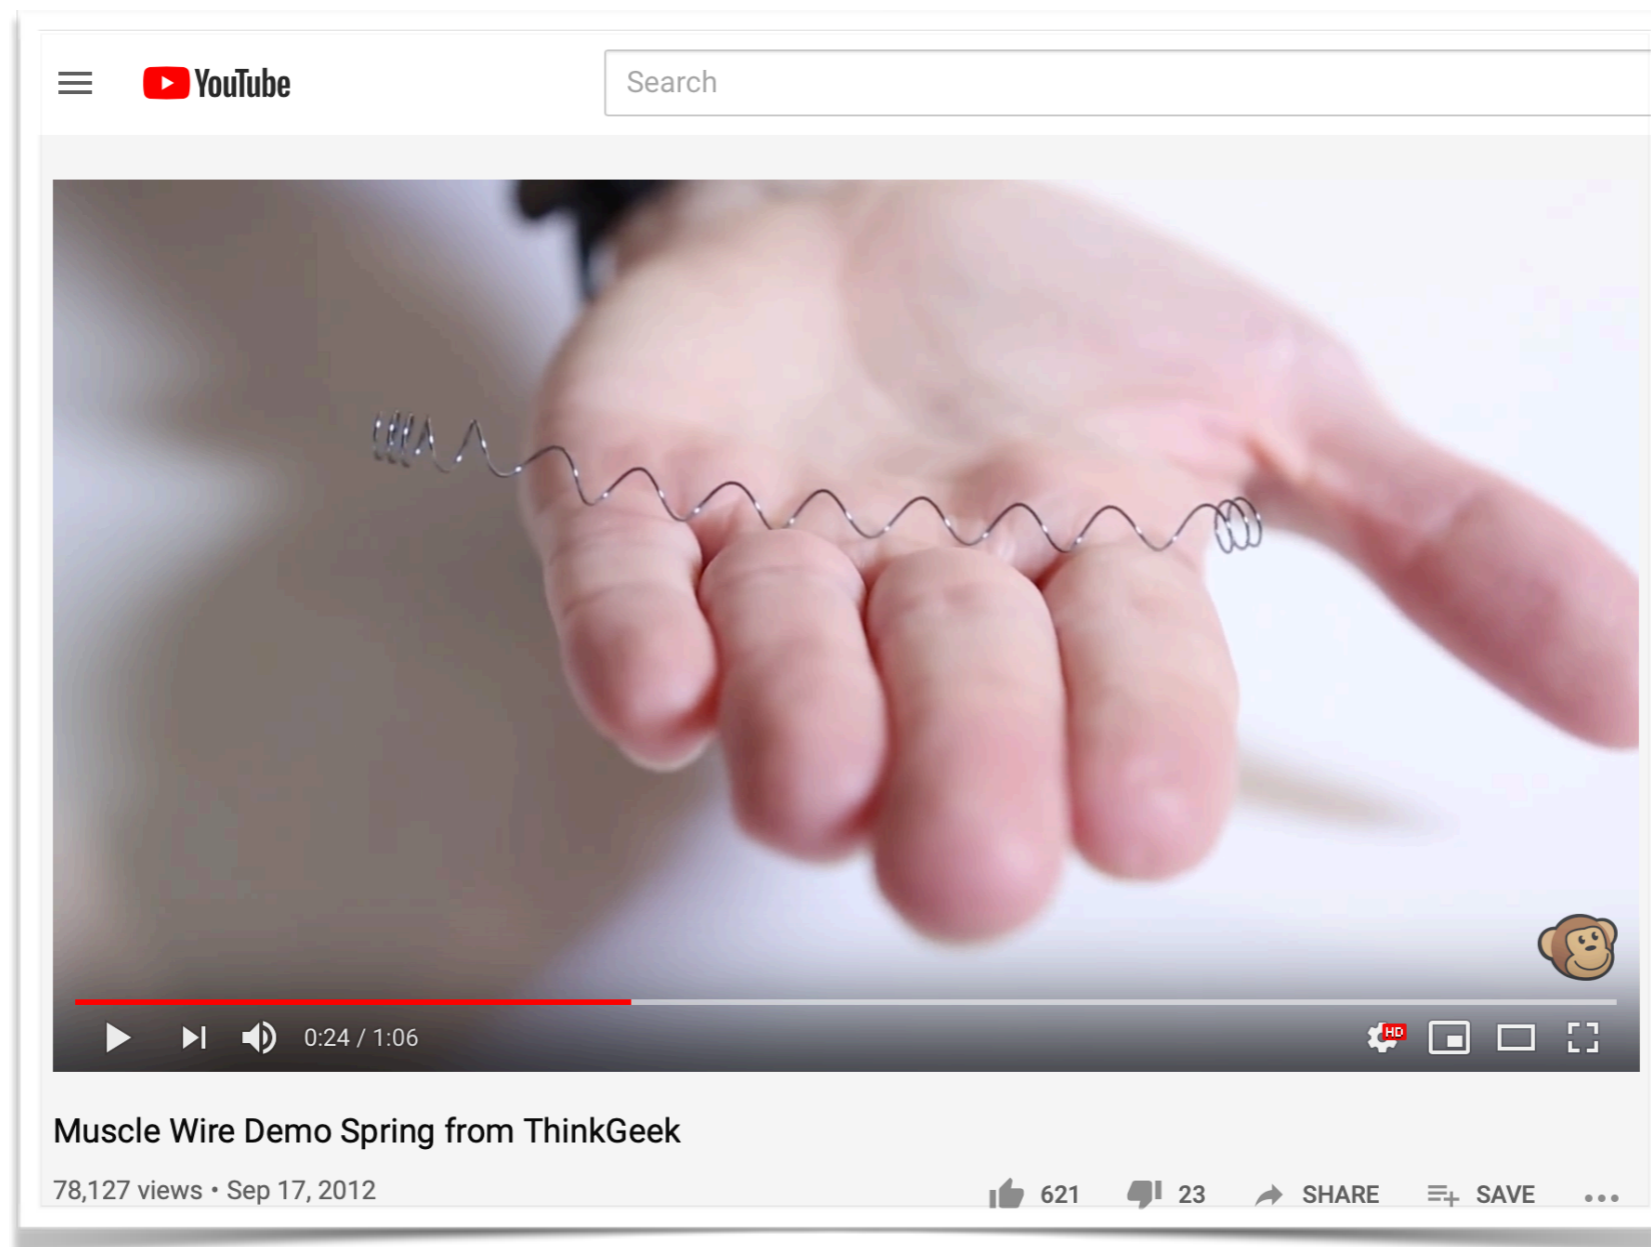 YouTube
Search
0:24 / 1:06
HD
Muscle Wire Demo Spring from ThinkGeek
78,127 views • Sep 17, 2012
621 23 SHARE SAVE